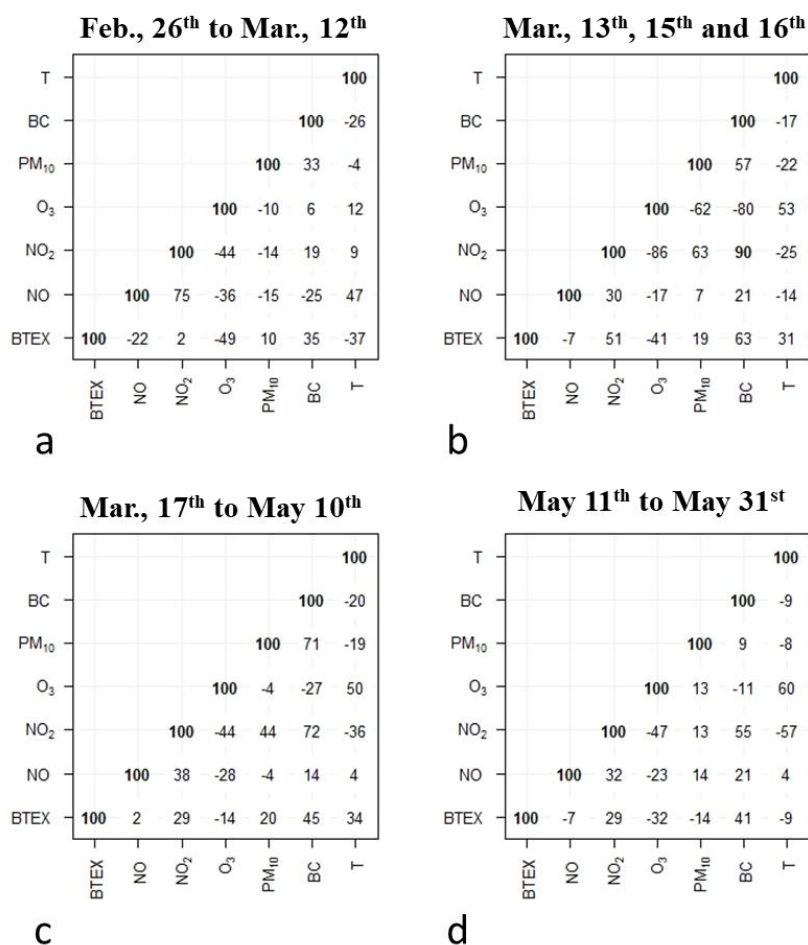 Feb., 26th to Mar., 12th
T 100
BC 100 -26
PM10 100 33 -4
O3 100 -10 6 12
NO2 100 -44 -14 19 9
NO 100 75 -36 -15 -25 47
BTEX 100 -22 2 -49 10 35 -37
BTEX NO NO2 O3 PM10 BC T
a
Mar., 13th, 15th and 16th
T 100
BC 100 -17
PM10 100 57 -22
O3 100 -62 -80 53
NO2 100 -86 63 90 -25
NO 100 30 -17 7 21 -14
BTEX 100 -7 51 -41 19 63 31
BTEX NO NO2 O3 PM10 BC T
b
Mar., 17th to May 10th
T 100
BC 100 -20
PM10 100 71 -19
O3 100 -4 -27 50
NO2 100 -44 44 72 -36
NO 100 38 -28 -4 14 4
BTEX 100 2 29 -14 20 45 34
BTEX NO NO2 O3 PM10 BC T
c
May 11th to May 31st
T 100
BC 100 -9
PM10 100 9 -8
O3 100 13 -11 60
NO2 100 -47 13 55 -57
NO 100 32 -23 14 21 4
BTEX 100 -7 29 -32 -14 41 -9
BTEX NO NO2 O3 PM10 BC T
d